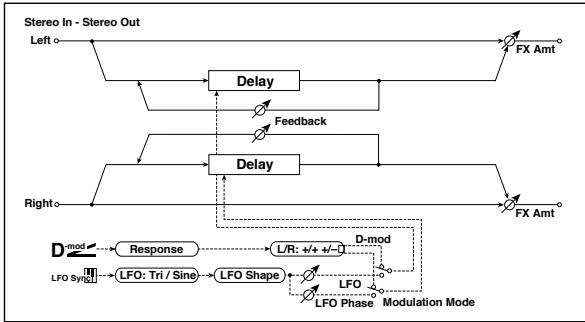 Stereo In - Stereo Out
Left
FX Amt
Delay
Feedback
Delay
Right
FX Amt
D-mod
Response
L/R: +/+ +/–
D-mod
LFO Sync
LFO: Tri / Sine
LFO Shape
LFO
LFO Phase
Modulation Mode